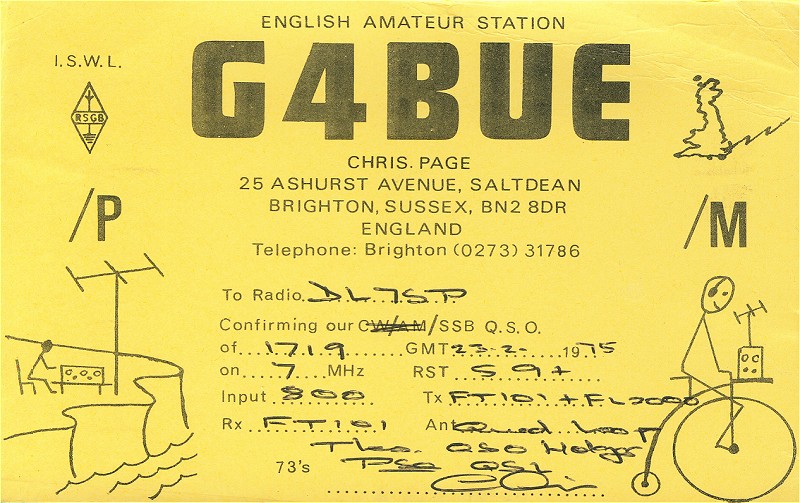 ENGLISH AMATEUR STATION
I.S.W.L.
G4BUE
RSGB
CHRIS. PAGE
25 ASHURST AVENUE, SALTDEAN
BRIGHTON, SUSSEX, BN2 8DR
ENGLAND
Telephone: Brighton (0273) 31786
/P
/M
To Radio DL7SP
Confirming our CW/AM/SSB Q.S.O.
of 1719 GMT 23-2- 1975
on 7 MHz RST 59+
Input 800 Tx FT101 + FL2000
Rx FT101 Ant Quad Loop
Tks. QSO Holger
73's Pse QSL
Chris